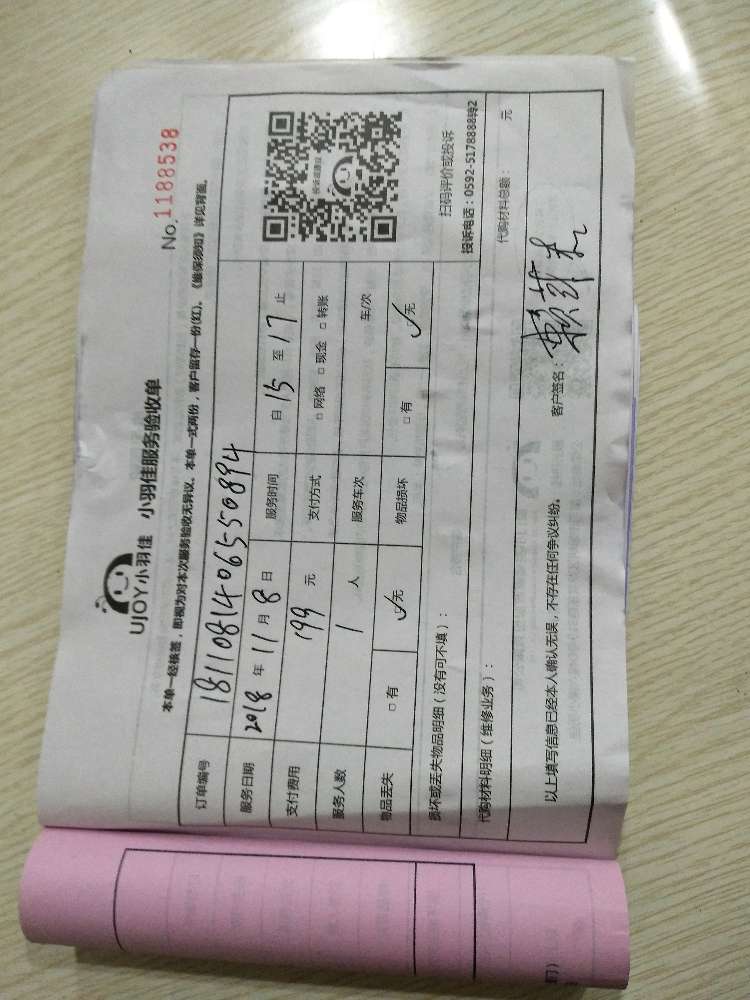 UJOY小羽佳 小羽佳服务验收单
No.1188538
本单一经核签，即视为对本次服务验收无异议、本单一式两份，客户留存一份(红)、《维保须知》详见背面。
订单编号 18110814065550894
服务日期 2018 年 11 月 8 日 服务时间 日 15 至 17 止
支付费用 199 元 支付方式 □网络 □现金 □转账
服务人数 1 人 服务车次 车/次
物品丢失 □有 ✓无 物品损坏 □有 ✓无
投诉或建议
扫码评价或投诉
投诉电话：0592-5178888转2
损坏或丢失物品明细（没有可不填）：
代购材料明细（维修业务）：
代购材料总额： 元
以上填写信息已经本人确认无误，不存在任何争议纠纷。 客户签名：